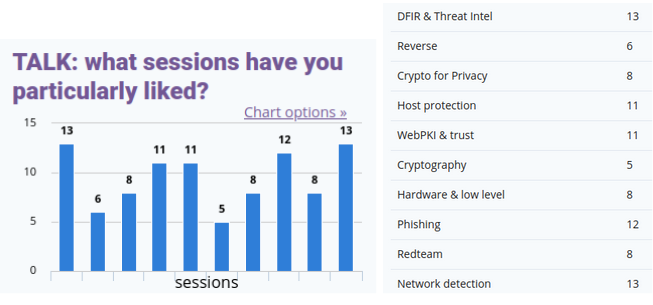 TALK: what sessions have you
particularly liked?
Chart options »
15
10
5
0
13
6
8
11
11
5
8
12
8
13
sessions
DFIR & Threat Intel 13
Reverse 6
Crypto for Privacy 8
Host protection 11
WebPKI & trust 11
Cryptography 5
Hardware & low level 8
Phishing 12
Redteam 8
Network detection 13